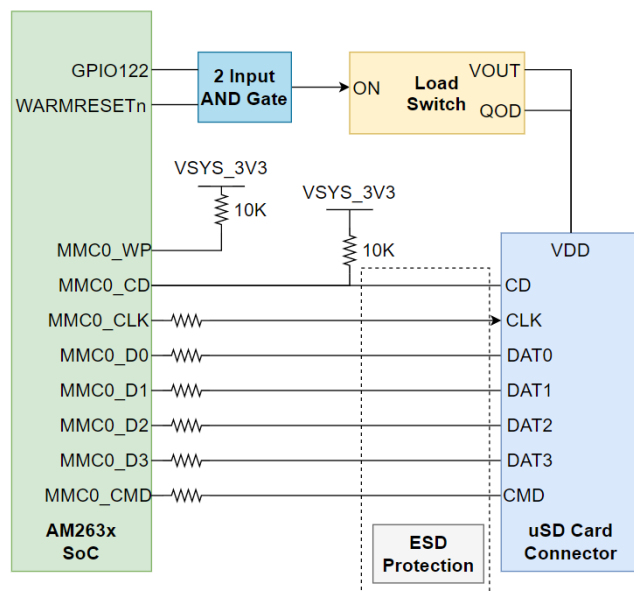 GPIO122
WARMRESETn
2 Input
AND Gate
ON
Load
Switch
VOUT
QOD
VSYS_3V3
10K
VSYS_3V3
10K
MMC0_WP
MMC0_CD
MMC0_CLK
MMC0_D0
MMC0_D1
MMC0_D2
MMC0_D3
MMC0_CMD
AM263x
SoC
VDD
CD
CLK
DAT0
DAT1
DAT2
DAT3
CMD
uSD Card
Connector
ESD
Protection